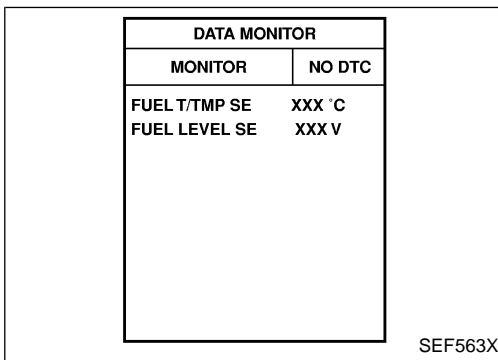 DATA MONITOR
MONITOR NO DTC
FUEL T/TMP SE XXX °C
FUEL LEVEL SE XXX V
SEF563X